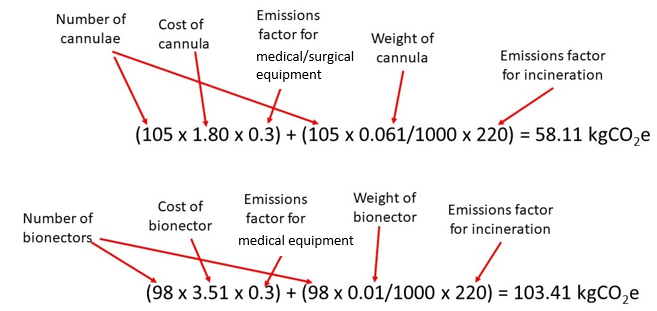 Number of
cannulae
Cost of
cannula
Emissions
factor for
medical/surgical
equipment
Weight of
cannula
Emissions factor
for incineration
(105 x 1.80 x 0.3) + (105 x 0.061/1000 x 220) = 58.11 kgCO₂e
Number of
bionectors
Cost of
bionector
Emissions
factor for
medical equipment
Weight of
bionector
Emissions factor
for incineration
(98 x 3.51 x 0.3) + (98 x 0.01/1000 x 220) = 103.41 kgCO₂e